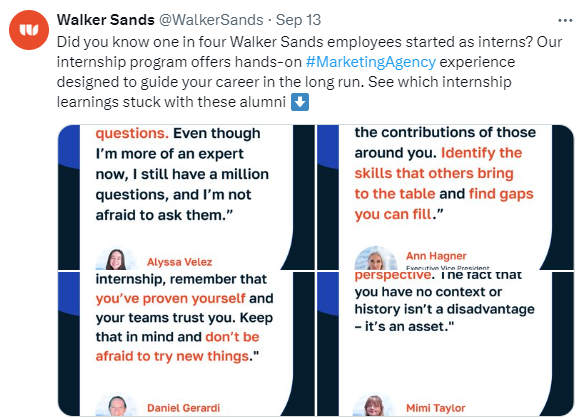 Walker Sands @WalkerSands · Sep 13
Did you know one in four Walker Sands employees started as interns? Our
internship program offers hands-on #MarketingAgency experience
designed to guide your career in the long run. See which internship
learnings stuck with these alumni ⬇️
questions. Even though
I'm more of an expert
now, I still have a million
questions, and I'm not
afraid to ask them.”
Alyssa Velez
the contributions of those
around you. Identify the
skills that others bring
to the table and find gaps
you can fill.”
Ann Hagner
Executive Vice President
internship, remember that
you've proven yourself and
your teams trust you. Keep
that in mind and don't be
afraid to try new things."
Daniel Gerardi
perspective. The fact that
you have no context or
history isn't a disadvantage
– it's an asset."
Mimi Taylor